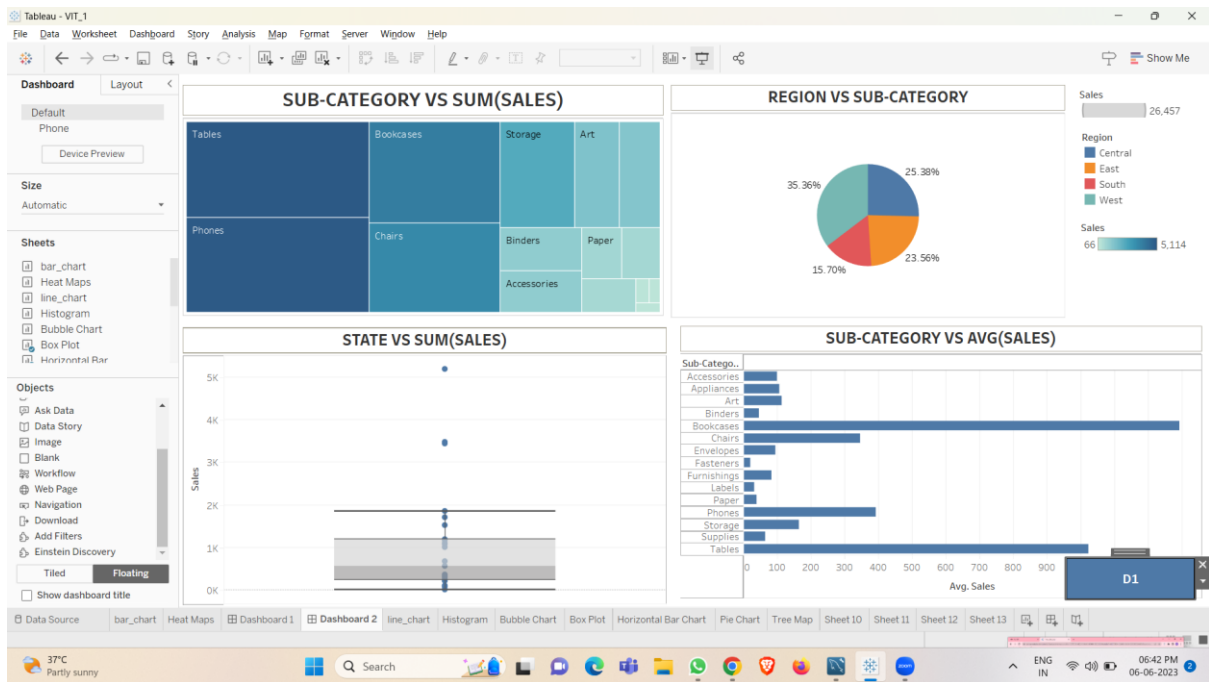 Tableau - VIT_1
File Data Worksheet Dashboard Story Analysis Map Format Server Window Help
Show Me
Dashboard Layout
Default
Phone
Device Preview
Size
Automatic
Sheets
bar_chart
Heat Maps
line_chart
Histogram
Bubble Chart
Box Plot
Horizontal Bar
Objects
Ask Data
Data Story
Image
Blank
Workflow
Web Page
Navigation
Download
Add Filters
Einstein Discovery
Tiled Floating
Show dashboard title
SUB-CATEGORY VS SUM(SALES)
Tables Bookcases Storage Art
Phones Chairs Binders Paper
Accessories
REGION VS SUB-CATEGORY
35.36% 25.38%
15.70% 23.56%
Sales
26,457
Region
Central
East
South
West
Sales
66 5,114
STATE VS SUM(SALES)
Sales
5K
4K
3K
2K
1K
0K
SUB-CATEGORY VS AVG(SALES)
Sub-Catego..
Accessories
Appliances
Art
Binders
Bookcases
Chairs
Envelopes
Fasteners
Furnishings
Labels
Paper
Phones
Storage
Supplies
Tables
0 100 200 300 400 500 600 700 800 900
Avg. Sales
D1
Data Source bar_chart Heat Maps Dashboard 1 Dashboard 2 line_chart Histogram Bubble Chart Box Plot Horizontal Bar Chart Pie Chart Tree Map Sheet 10 Sheet 11 Sheet 12 Sheet 13
37°C
Partly sunny
Search
zoom
ENG
IN
06:42 PM
06-06-2023
2